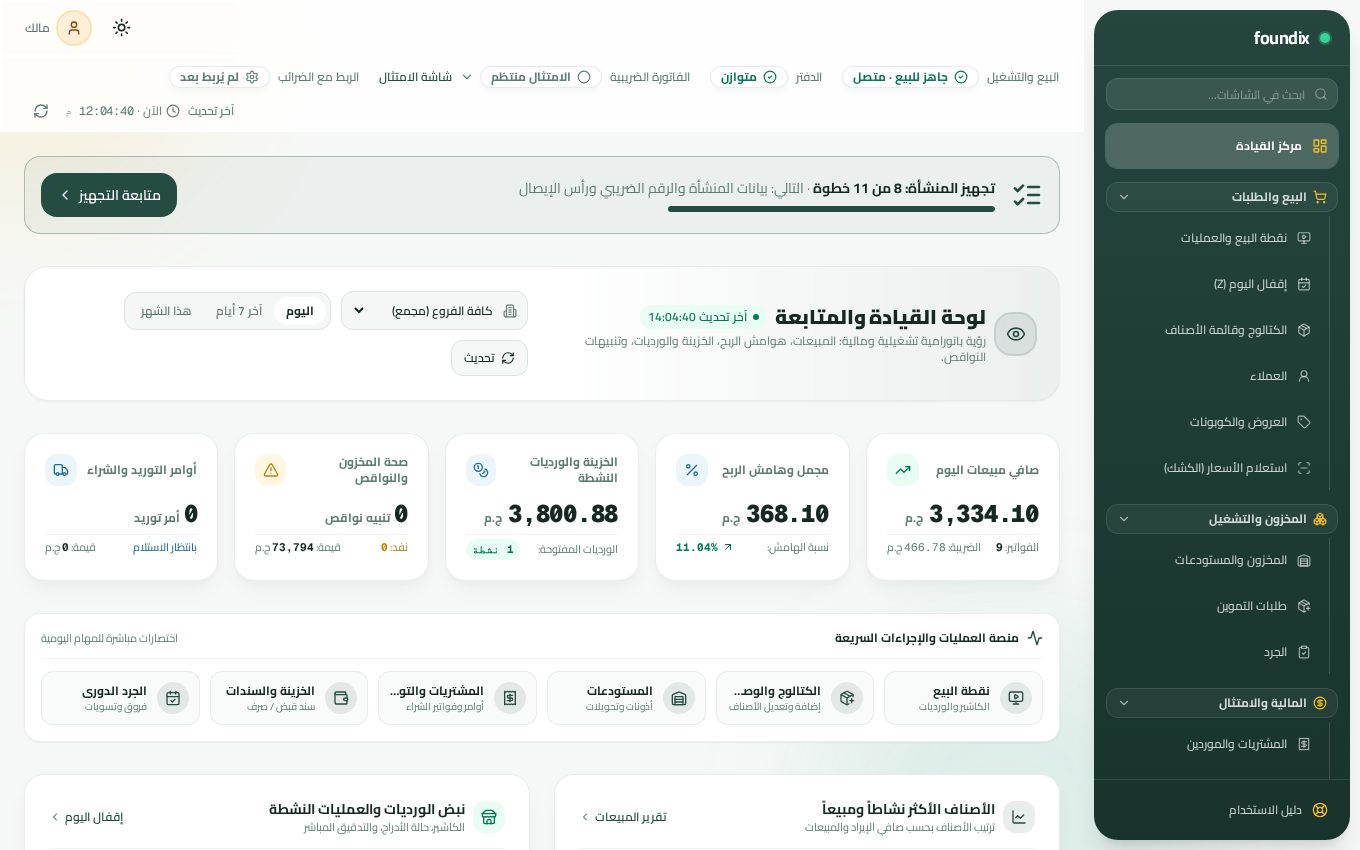 foundix
ابحث في الشاشات...
مركز القيادة
البيع والطلبات
نقطة البيع والعمليات
إقفال اليوم (Z)
الكتالوج وقائمة الأصناف
العملاء
العروض والكوبونات
استعلام الأسعار (الكشك)
المخزون والتشغيل
المخزون والمستودعات
طلبات التموين
الجرد
المالية والامتثال
المشتريات والموردين
دليل الاستخدام
مالك
البيع والتشغيل جاهز للبيع · متصل الدفتر متوازن الفاتورة الضريبية الامتثال منتظم شاشة الامتثال الربط مع الضرائب لم يُربط بعد
آخر تحديث الآن · 12:04:40 م
تجهيز المنشأة: 8 من 11 خطوة · التالي: بيانات المنشأة والرقم الضريبي ورأس الإيصال
متابعة التجهيز
لوحة القيادة والمتابعة آخر تحديث 14:04:40
رؤية بانورامية تشغيلية ومالية: المبيعات، هوامش الربح، الخزينة والورديات، وتنبيهات
النواقص.
كافة الفروع (مجمع)
اليوم آخر 7 أيام هذا الشهر
تحديث
صافي مبيعات اليوم
3,334.10 ج.م
الفواتير: 9 الضريبة: 466.78 ج.م
مجمل وهامش الربح
368.10 ج.م
نسبة الهامش: 11.04%
الخزينة والورديات
النشطة
3,800.88 ج.م
الورديات المفتوحة: 1 نشطة
صحة المخزون
والنواقص
0 تنبيه نواقص
نفد: 0 قيمة: 73,794 ج.م
أوامر التوريد والشراء
0 أمر توريد
بانتظار الاستلام قيمة: 0 ج.م
منصة العمليات والإجراءات السريعة
اختصارات مباشرة للمهام اليومية
نقطة البيع
الكاشير والورديات
الكتالوج والوصـ...
إضافة وتعديل الأصناف
المستودعات
أذونات وتحويلات
المشتريات والتو...
أوامر وفواتير الشراء
الخزينة والسندات
سند قبض / صرف
الجرد الدوري
فروق وتسويات
الأصناف الأكثر نشاطاً ومبيعاً
ترتيب الأصناف بحسب صافي الإيراد والمبيعات
تقرير المبيعات
نبض الورديات والعمليات النشطة
الكاشير، حالة الأدراج، والتدقيق المباشر
إقفال اليوم